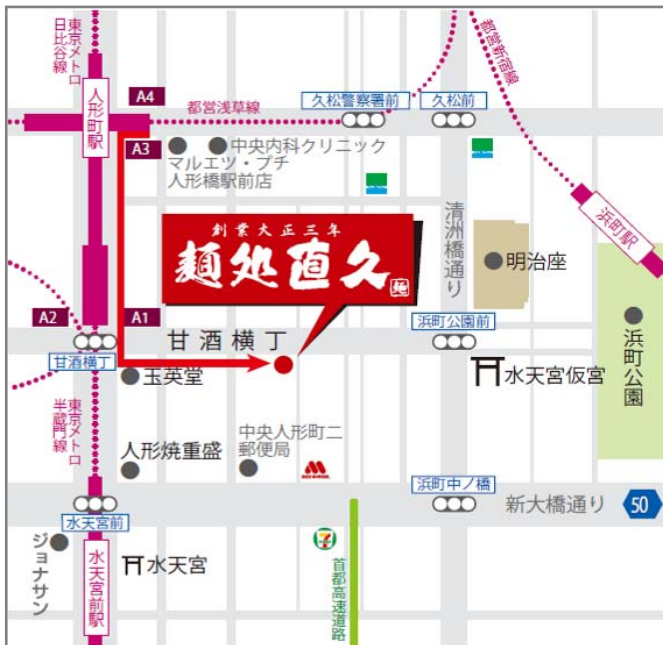 東京メトロ
日比谷線
人形町駅
A4
都営浅草線
久松警察署前
久松前
都営新宿線
A3
中央内科クリニック
マルエツ・プチ
人形橋駅前店
創業大正三年
麺処直久
麺
清洲橋通り
明治座
浜町駅
浜町公園
A2
A1
甘酒横丁
浜町公園前
甘酒横丁
玉英堂
水天宮仮宮
東京メトロ
半蔵門線
人形焼重盛
中央人形町二
郵便局
浜町中ノ橋
新大橋通り
50
水天宮前
ジョナサン
水天宮前駅
水天宮
7
首都高速道路